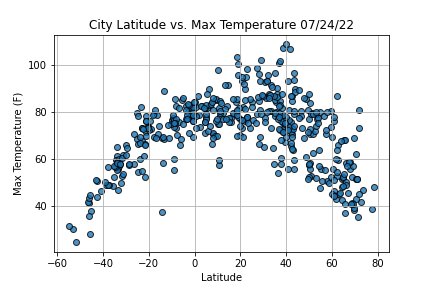 City Latitude vs. Max Temperature 07/24/22
100
80
60
40
Max Temperature (F)
−60 −40 −20 0 20 40 60 80
Latitude